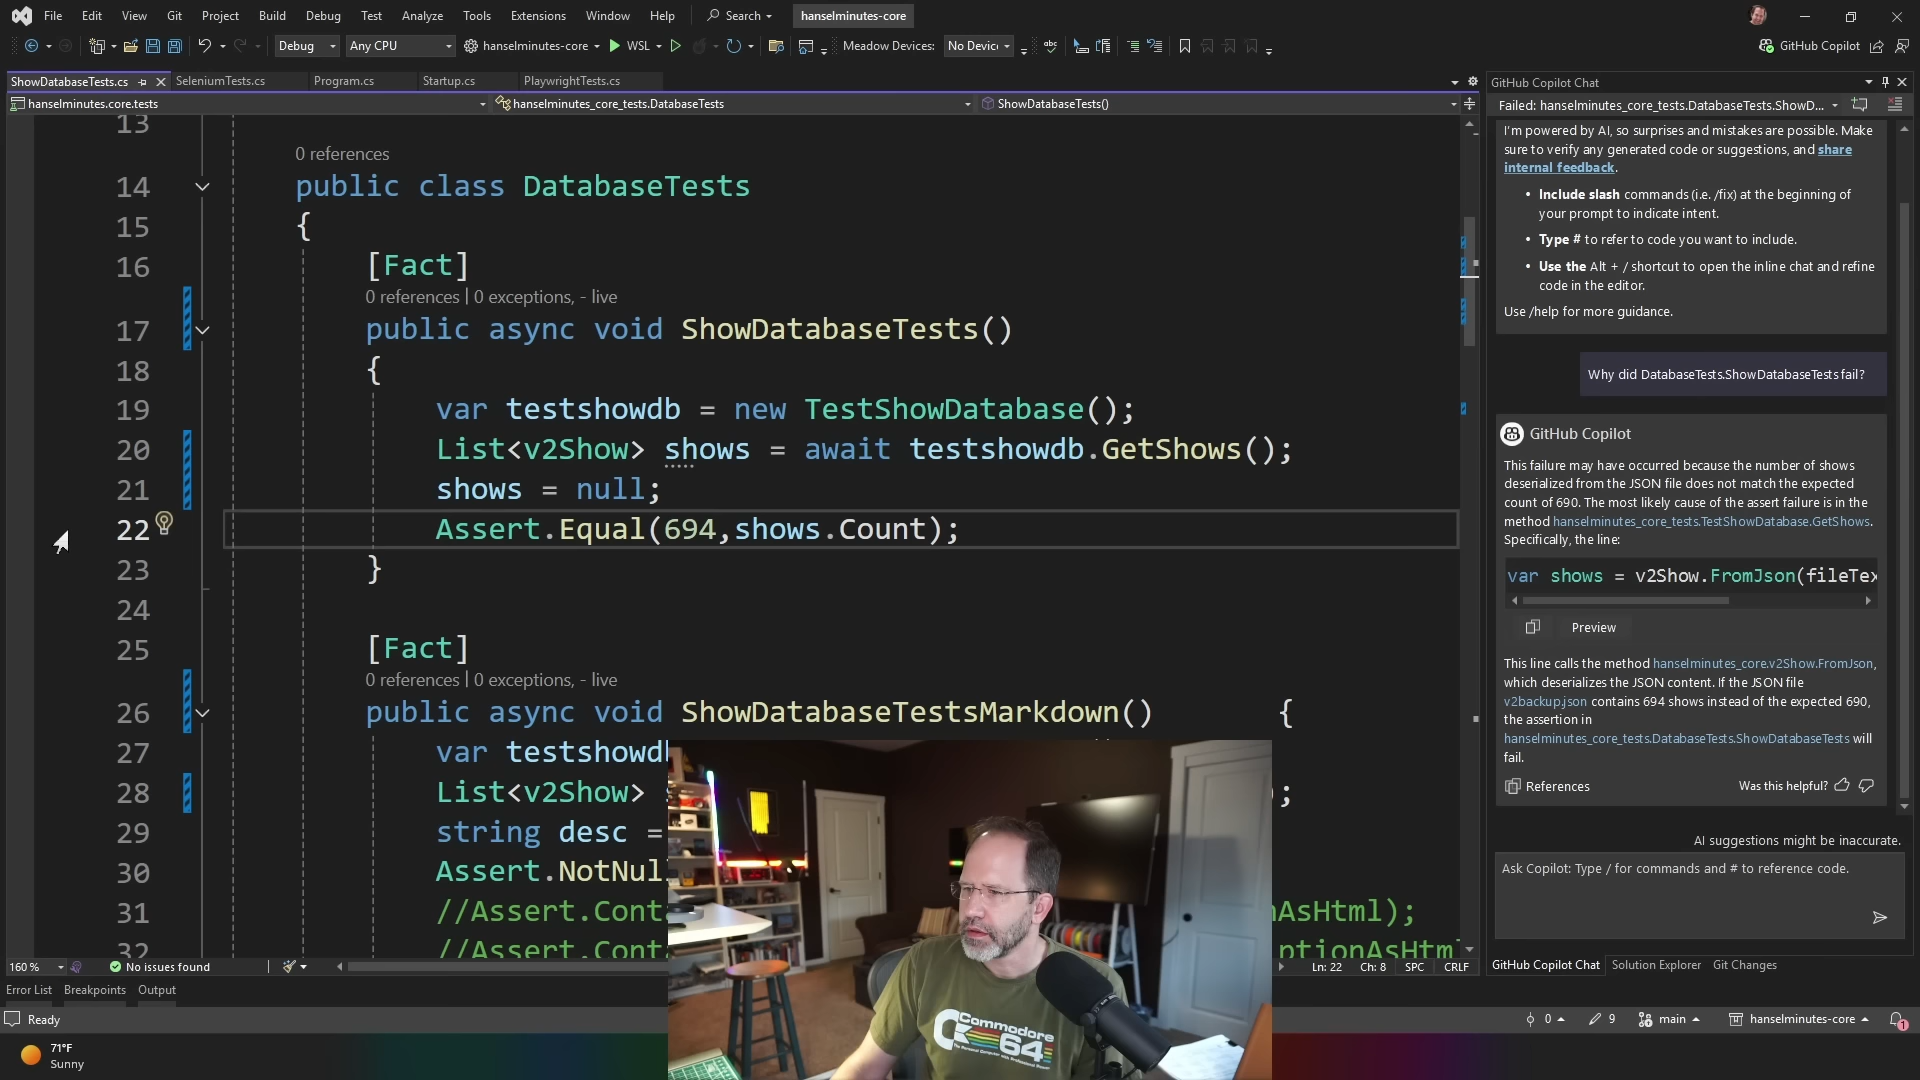 File Edit View Git Project Build Debug Test Analyze Tools Extensions Window Help Search hanselminutes-core
Debug Any CPU hanselminutes-core WSL Meadow Devices: No Devic GitHub Copilot
ShowDatabaseTests.cs SeleniumTests.cs Program.cs Startup.cs PlaywrightTests.cs
hanselminutes.core.tests hanselminutes_core_tests.DatabaseTests ShowDatabaseTests()
13
0 references
14 public class DatabaseTests
15 {
16 [Fact]
0 references | 0 exceptions, - live
17 public async void ShowDatabaseTests()
18 {
19 var testshowdb = new TestShowDatabase();
20 List<v2Show> shows = await testshowdb.GetShows();
21 shows = null;
22 Assert.Equal(694,shows.Count);
23 }
24
25 [Fact]
0 references | 0 exceptions, - live
26 public async void ShowDatabaseTestsMarkdown() {
27 var testshowd
28 List<v2Show> ;
29 string desc =
30 Assert.NotNul
31 //Assert.Cont AsHtml);
32 //Assert.Cont ptionAsHtm
160 % No issues found Ln: 22 Ch: 8 SPC CRLF
Error List Breakpoints Output
Ready 0 9 main hanselminutes-core 1
71°F
Sunny
Commodore
64
GitHub Copilot Chat
Failed: hanselminutes_core_tests.DatabaseTests.ShowD...
I'm powered by AI, so surprises and mistakes are possible. Make
sure to verify any generated code or suggestions, and share
internal feedback.
• Include slash commands (i.e. /fix) at the beginning of
your prompt to indicate intent.
• Type # to refer to code you want to include.
• Use the Alt + / shortcut to open the inline chat and refine
code in the editor.
Use /help for more guidance.
Why did DatabaseTests.ShowDatabaseTests fail?
GitHub Copilot
This failure may have occurred because the number of shows
deserialized from the JSON file does not match the expected
count of 690. The most likely cause of the assert failure is in the
method hanselminutes_core_tests.TestShowDatabase.GetShows.
Specifically, the line:
var shows = v2Show.FromJson(fileTex
Preview
This line calls the method hanselminutes_core.v2Show.FromJson,
which deserializes the JSON content. If the JSON file
v2backup.json contains 694 shows instead of the expected 690,
the assertion in
hanselminutes_core_tests.DatabaseTests.ShowDatabaseTests will
fail.
References Was this helpful?
AI suggestions might be inaccurate.
Ask Copilot: Type / for commands and # to reference code.
GitHub Copilot Chat Solution Explorer Git Changes